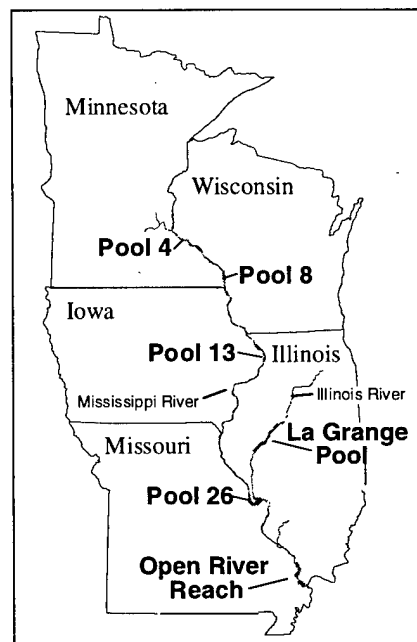 Minnesota
Wisconsin
Pool 4
Pool 8
Iowa
Pool 13
Illinois
Mississippi River
Illinois River
La Grange
Pool
Missouri
Pool 26
Open River
Reach